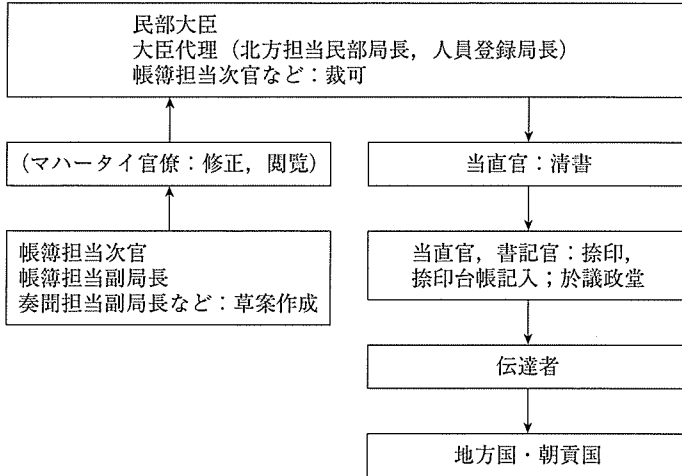 民部大臣
大臣代理（北方担当民部局長，人員登録局長）
帳簿担当次官など：裁可
（マハータイ官僚：修正，閲覧）
当直官：清書
帳簿担当次官
帳簿担当副局長
奏聞担当副局長など：草案作成
当直官，書記官：捺印，
捺印台帳記入；於議政堂
伝達者
地方国・朝貢国